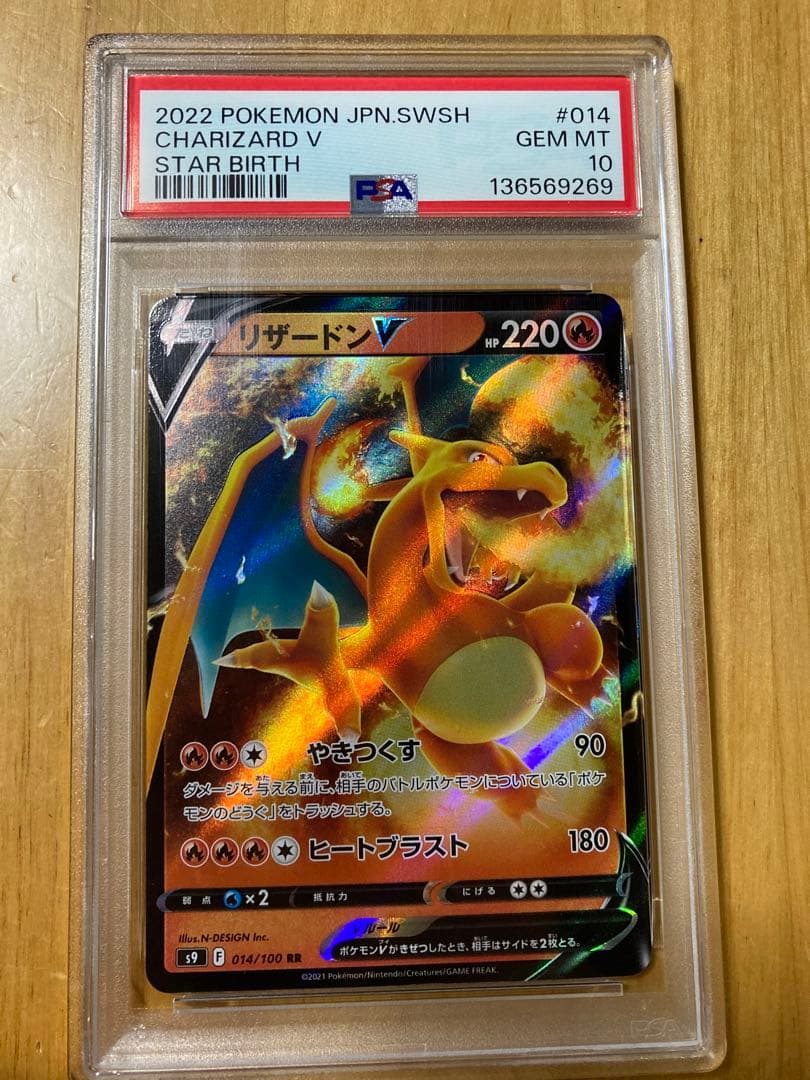 2022 POKEMON JPN.SWSH #014
CHARIZARD V GEM MT
STAR BIRTH 10
PSA 136569269
たね リザードンV HP 220
やきつくす 90
ダメージを与える前に、相手のバトルポケモンについている「ポケ
モンのどうぐ」をトラッシュする。
ヒートブラスト 180
弱点 ×2 抵抗力 にげる
Vルール
ポケモンVがきぜつしたとき、相手はサイドを2枚とる。
Illus.N-DESIGN Inc.
s9 F 014/100 RR
©2021 Pokémon/Nintendo/Creatures/GAME FREAK.